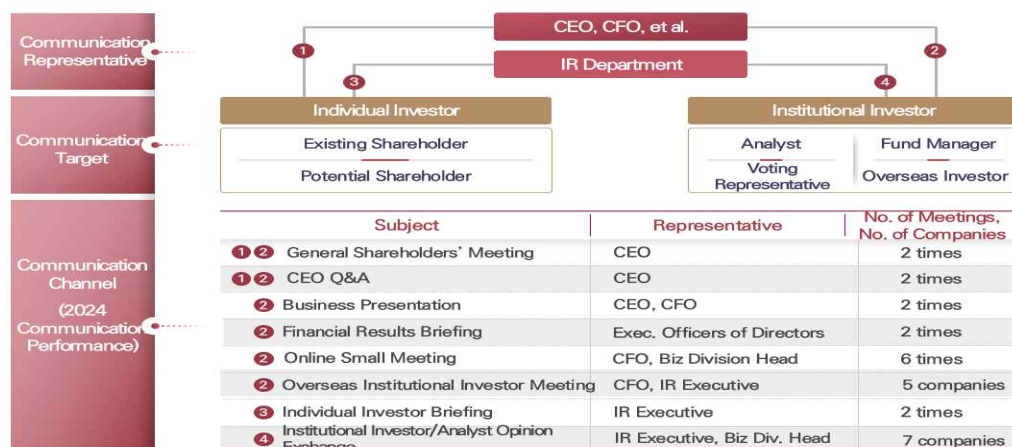 Communication
Representative
CEO, CFO, et al.
1
2
IR Department
3
4
Communication
Target
Individual Investor
Existing Shareholder
Potential Shareholder
Institutional Investor
Analyst
Fund Manager
Voting
Representative
Overseas Investor
Communication
Channel
(2024
Communication
Performance)
Subject Representative No. of Meetings,
No. of Companies
1 2 General Shareholders' Meeting CEO 2 times
1 2 CEO Q&A CEO 2 times
2 Business Presentation CEO, CFO 2 times
2 Financial Results Briefing Exec. Officers of Directors 2 times
2 Online Small Meeting CFO, Biz Division Head 6 times
2 Overseas Institutional Investor Meeting CFO, IR Executive 5 companies
3 Individual Investor Briefing IR Executive 2 times
4 Institutional Investor/Analyst Opinion
Exchange IR Executive, Biz Div. Head 7 companies